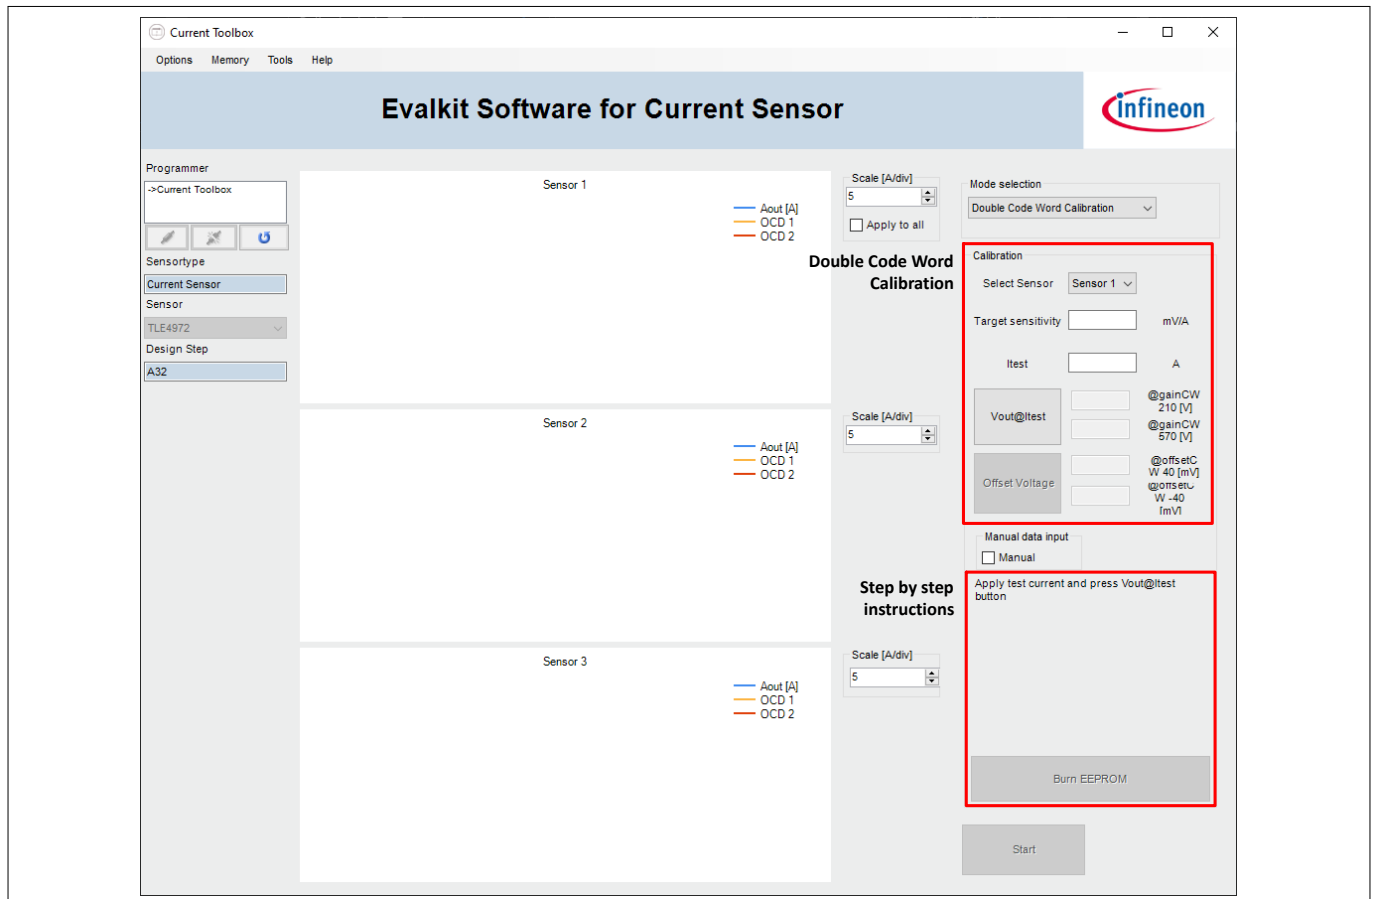 Current Toolbox
Options Memory Tools Help
Evalkit Software for Current Sensor
infineon
Programmer
->Current Toolbox
Sensortype
Current Sensor
Sensor
TLE4972
Design Step
A32
Sensor 1
Aout [A]
OCD 1
OCD 2
Scale [A/div]
5
Apply to all
Sensor 2
Aout [A]
OCD 1
OCD 2
Scale [A/div]
5
Sensor 3
Aout [A]
OCD 1
OCD 2
Scale [A/div]
5
Mode selection
Double Code Word Calibration
Double Code Word
Calibration
Calibration
Select Sensor Sensor 1
Target sensitivity mV/A
Itest A
Vout@Itest
@gainCW
210 [V]
@gainCW
570 [V]
Offset Voltage
@offsetC
W 40 [mV]
@offsetC
W -40
[mV]
Manual data input
Manual
Step by step
instructions
Apply test current and press Vout@Itest
button
Burn EEPROM
Start